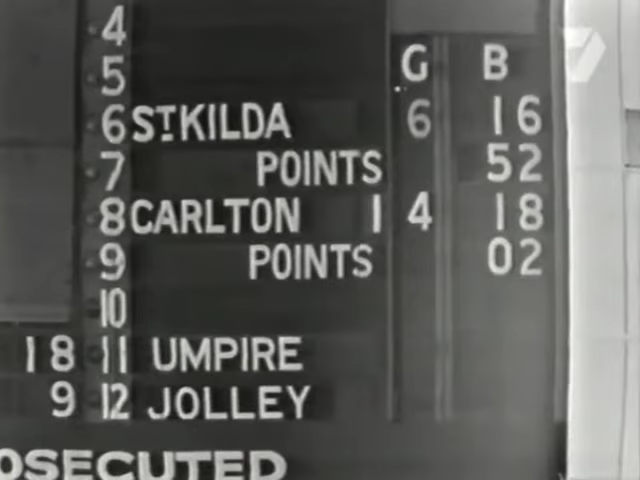 4
5 G B
6 ST KILDA 6 16
7 POINTS 52
8 CARLTON 14 18
9 POINTS 02
10
18 11 UMPIRE
9 12 JOLLEY
OSECUTED
7